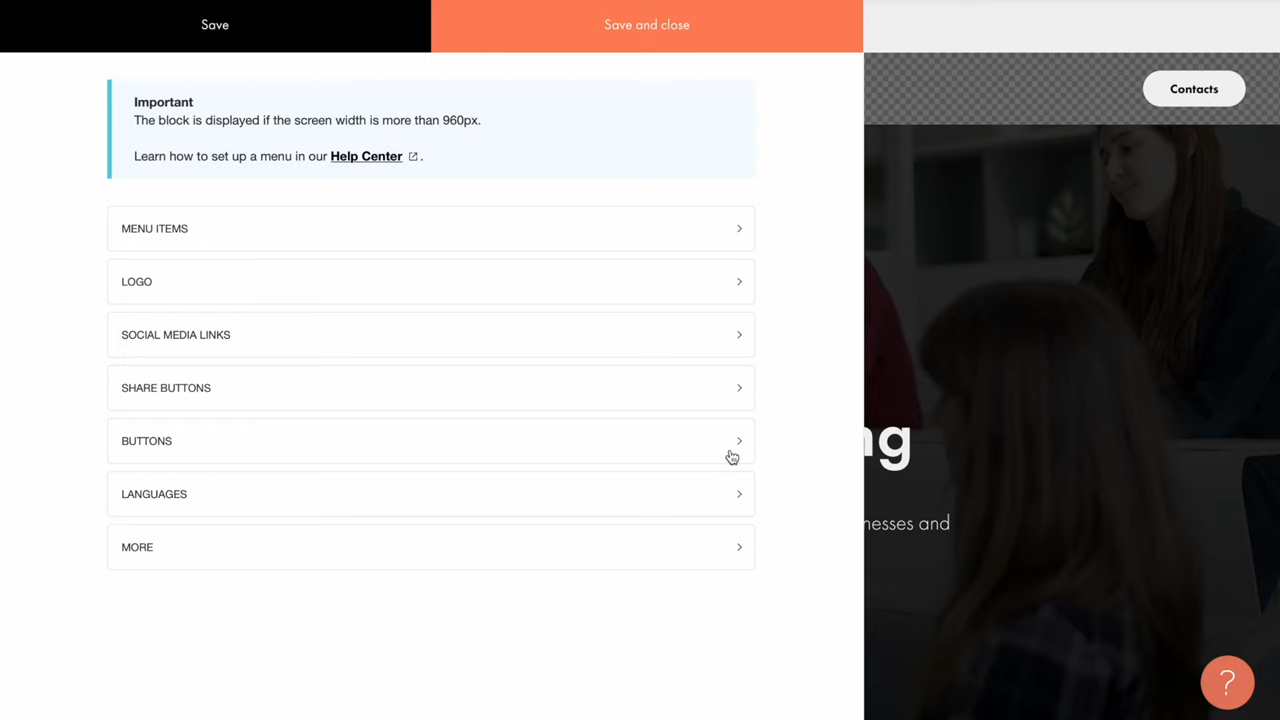 Save
Save and close
Important
The block is displayed if the screen width is more than 960px.
Learn how to set up a menu in our Help Center .
Contacts
MENU ITEMS
LOGO
SOCIAL MEDIA LINKS
SHARE BUTTONS
BUTTONS
ng
LANGUAGES
nesses and
MORE
?